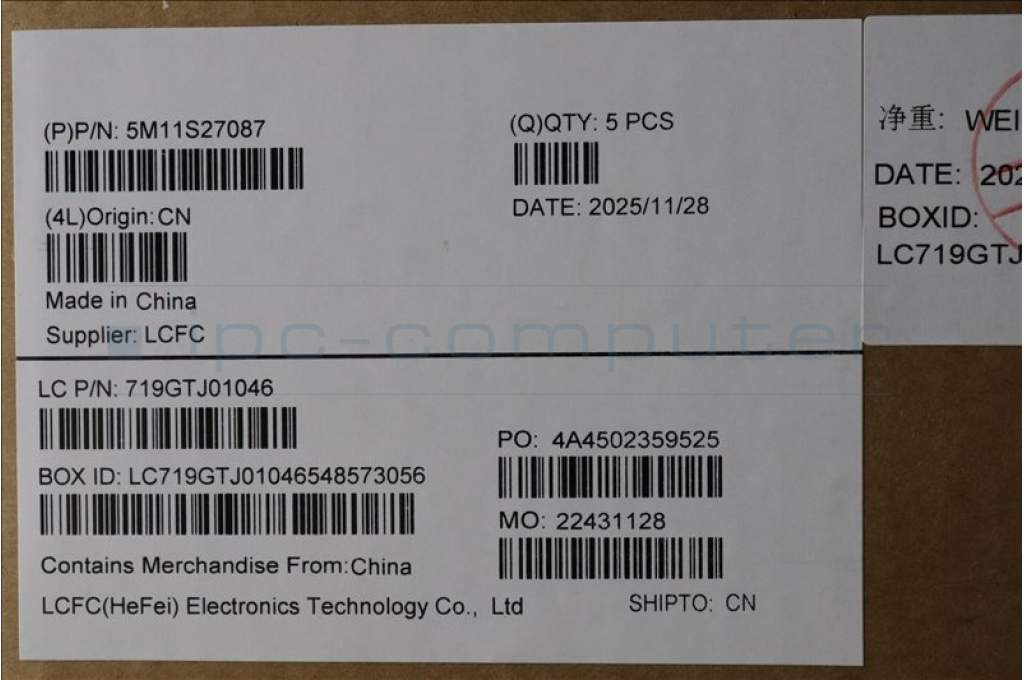 (P)P/N: 5M11S27087
(Q)QTY: 5 PCS
DATE: 2025/11/28
(4L)Origin:CN
Made in China
Supplier: LCFC
ipc-computer
LC P/N: 719GTJ01046
BOX ID: LC719GTJ01046548573056
PO: 4A4502359525
MO: 22431128
Contains Merchandise From:China
LCFC(HeFei) Electronics Technology Co., Ltd
SHIPTO: CN
净重: WEI
DATE: 202
BOXID:
LC719GTJ